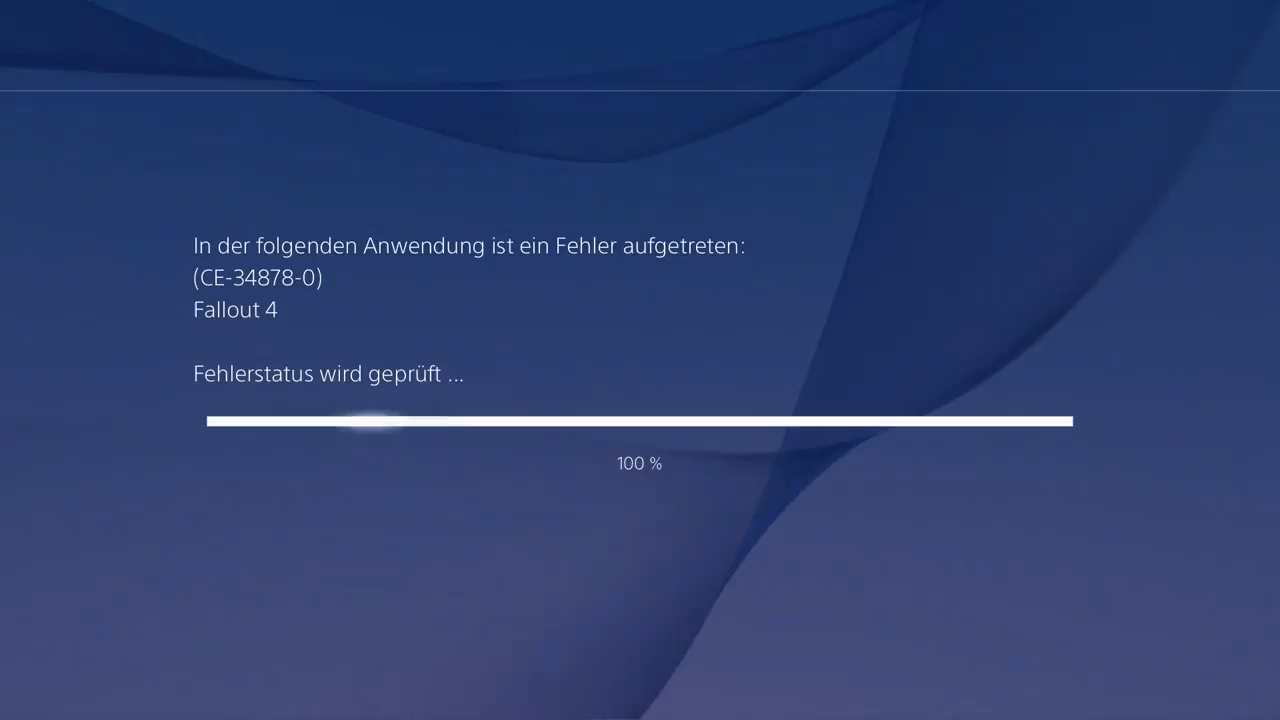 In der folgenden Anwendung ist ein Fehler aufgetreten:
(CE-34878-0)
Fallout 4
Fehlerstatus wird geprüft ...
100 %